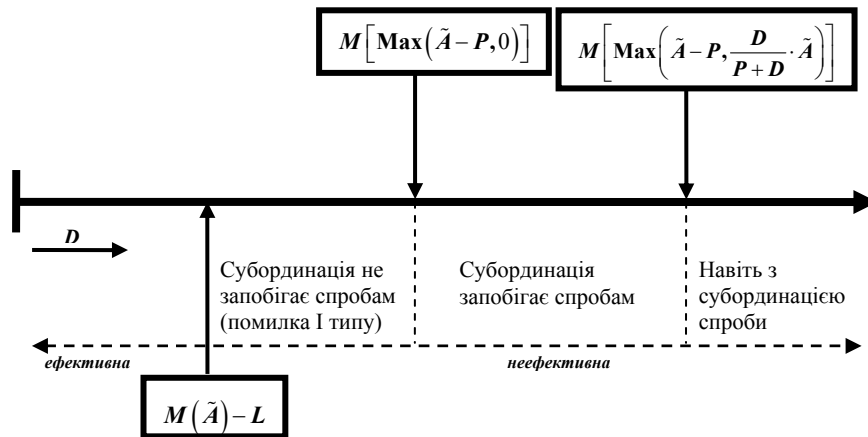 M[Max(Ã − P, 0)]
M[Max(Ã − P, D/(P + D) · Ã)]
D
Субординація не
запобігає спробам
(помилка I типу)
Субординація
запобігає спробам
Навіть з
субординацією
спроби
ефективна
неефективна
M(Ã) − L